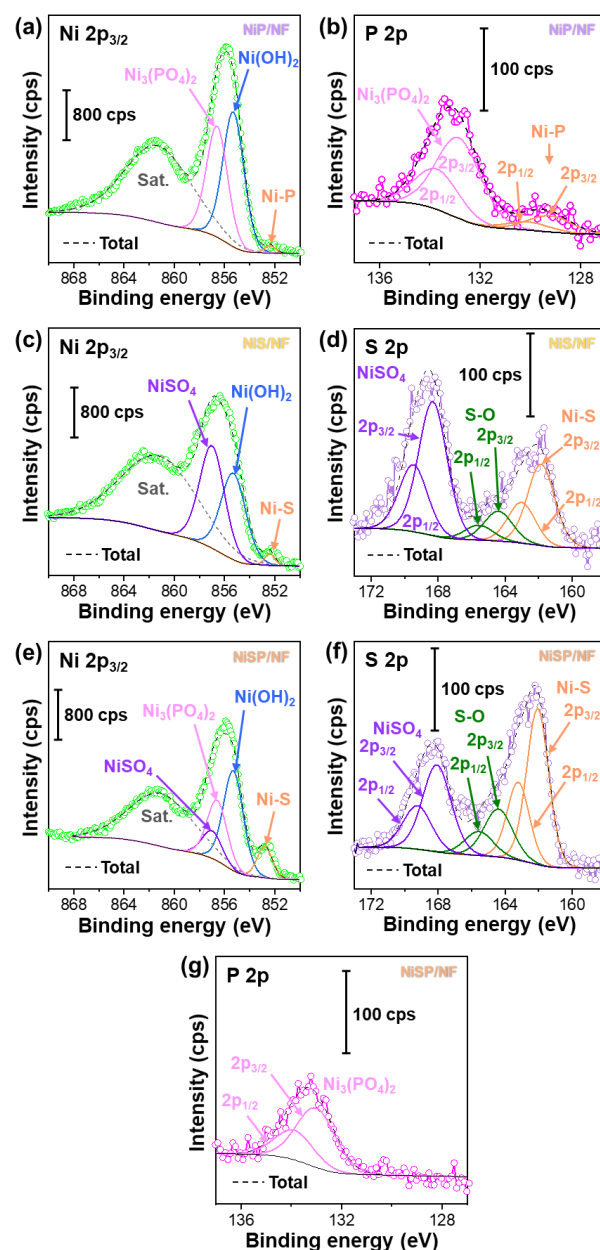 (a) Ni 2p3/2 NiP/NF
Ni3(PO4)2 Ni(OH)2
800 cps
Sat.
Ni-P
--- Total
Intensity (cps)
868 864 860 856 852
Binding energy (eV)
(b) P 2p NiP/NF
100 cps
Ni3(PO4)2
Ni-P
2p3/2
2p1/2
2p1/2
2p3/2
--- Total
Intensity (cps)
136 132 128
Binding energy (eV)
(c) Ni 2p3/2 NiS/NF
NiSO4 Ni(OH)2
800 cps
Sat.
Ni-S
--- Total
Intensity (cps)
868 864 860 856 852
Binding energy (eV)
(d) S 2p NiS/NF
NiSO4
100 cps
S-O
Ni-S
2p3/2
2p3/2
2p3/2
2p1/2
2p1/2
2p1/2
--- Total
Intensity (cps)
172 168 164 160
Binding energy (eV)
(e) Ni 2p3/2 NiSP/NF
800 cps
Ni3(PO4)2 Ni(OH)2
NiSO4
Sat.
Ni-S
--- Total
Intensity (cps)
868 864 860 856 852
Binding energy (eV)
(f) S 2p NiSP/NF
100 cps
Ni-S
NiSO4
S-O
2p3/2
2p3/2
2p3/2
2p1/2
2p1/2
2p1/2
--- Total
Intensity (cps)
172 168 164 160
Binding energy (eV)
(g) P 2p NiSP/NF
100 cps
2p3/2
Ni3(PO4)2
2p1/2
--- Total
Intensity (cps)
136 132 128
Binding energy (eV)